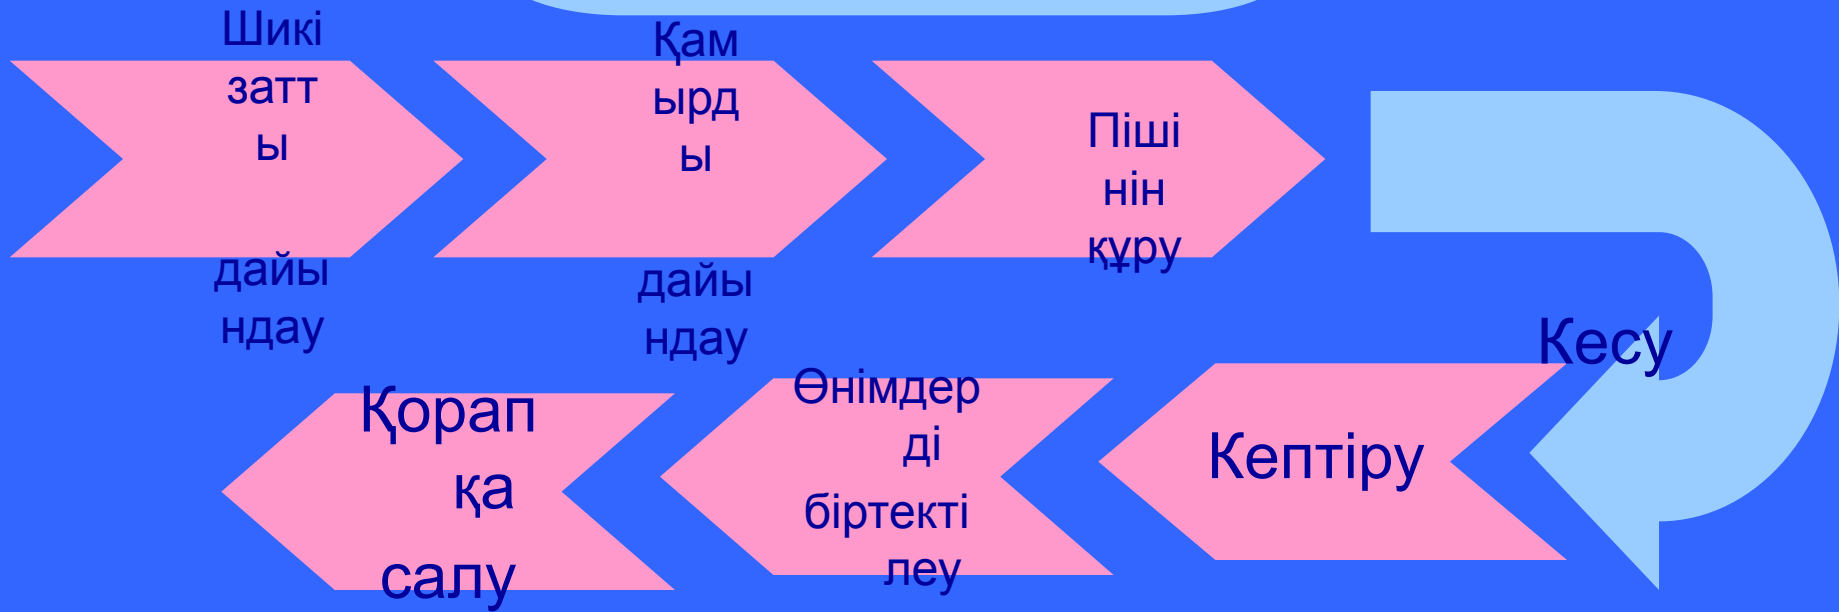 Шикі
затт
ы
дайы
ндау
Қам
ырд
ы
дайы
ндау
Піші
нін
құру
Кесу
Кептіру
Өнімдер
ді
біртекті
леу
Қорап
қа
салу